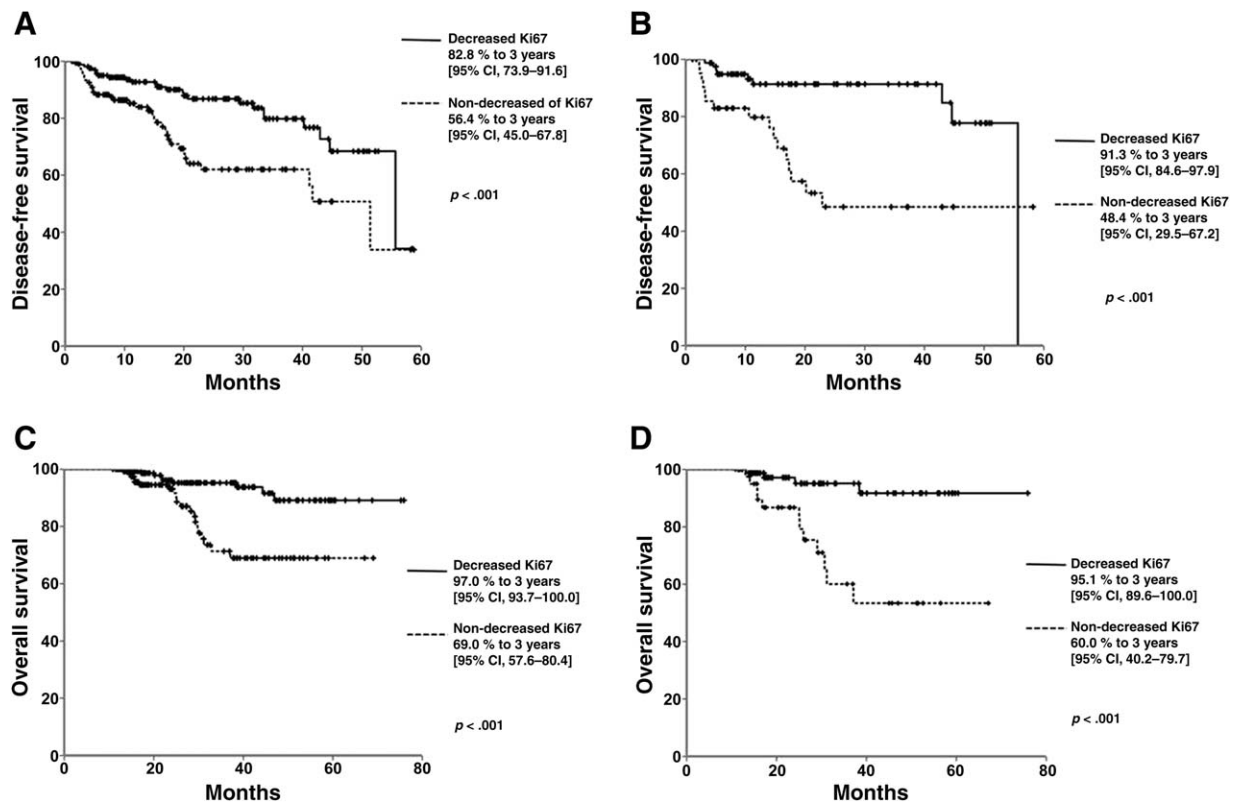 A
Decreased Ki67
82.8 % to 3 years
[95% CI, 73.9–91.6]
Non-decreased of Ki67
56.4 % to 3 years
[95% CI, 45.0–67.8]
p < .001
Disease-free survival
100
80
60
40
20
0
0 10 20 30 40 50 60
Months
B
Decreased Ki67
91.3 % to 3 years
[95% CI, 84.6–97.9]
Non-decreased Ki67
48.4 % to 3 years
[95% CI, 29.5–67.2]
p < .001
Disease-free survival
100
80
60
40
20
0
0 10 20 30 40 50 60
Months
C
Decreased Ki67
97.0 % to 3 years
[95% CI, 93.7–100.0]
Non-decreased Ki67
69.0 % to 3 years
[95% CI, 57.6–80.4]
p < .001
Overall survival
100
80
60
40
20
0
0 20 40 60 80
Months
D
Decreased Ki67
95.1 % to 3 years
[95% CI, 89.6–100.0]
Non-decreased Ki67
60.0 % to 3 years
[95% CI, 40.2–79.7]
p < .001
Overall survival
100
80
60
40
20
0
0 20 40 60 80
Months